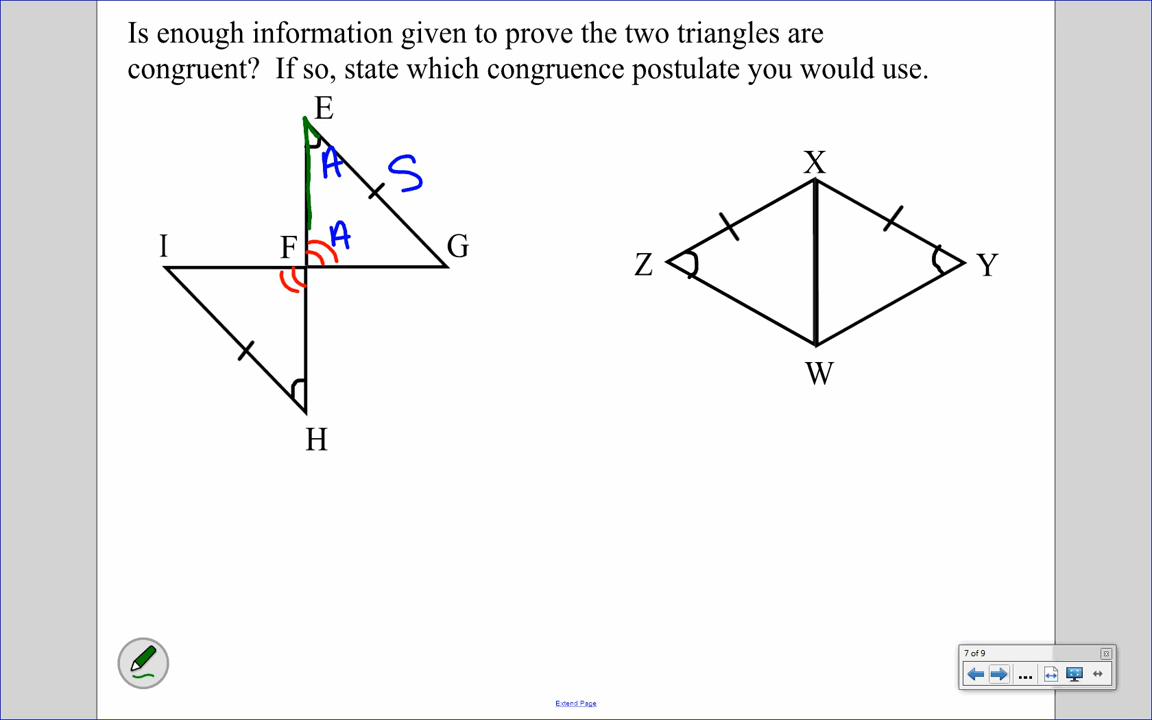 Is enough information given to prove the two triangles are
congruent? If so, state which congruence postulate you would use.
E
A
S
A
I
F
G
H
X
Z
Y
W
7 of 9
...
Extend Page